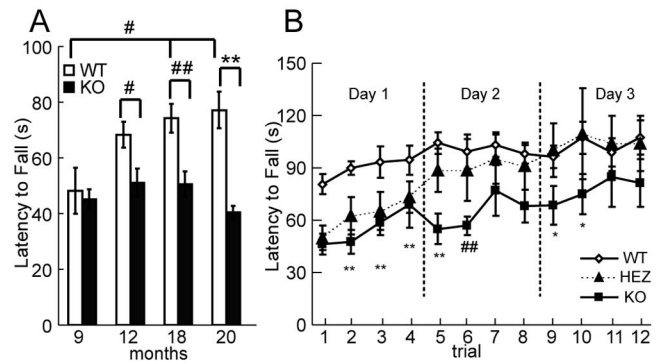 A
#
WT
KO
#
##
**
Latency to Fall (s)
100
80
60
40
20
0
9 12 18 20
months
B
Day 1 Day 2 Day 3
Latency to Fall (s)
150
120
90
60
30
0
** ** ** ** ## * *
WT
HEZ
KO
1 2 3 4 5 6 7 8 9 10 11 12
trial